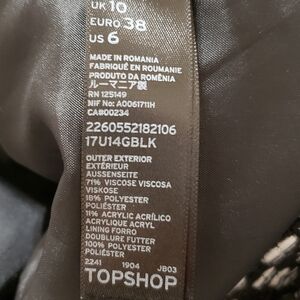 UK 10
EURO 38
US 6
MADE IN ROMANIA
FABRIQUÉ EN ROUMANIE
PRODUTO DA ROMÉNIA
ルーマニア製
RN 125149
NIF No: A0061711H
CA#00234
2260552182106
17U14GBLK
OUTER EXTERIOR
EXTÉRIEUR
AUSSENSEITE
71% VISCOSE VISCOSA
VISKOSE
18% POLYESTER
POLIÉSTER
11% ACRYLIC ACRÍLICO
ACRYLIQUE ACRYL
LINING FORRO
DOUBLURE FUTTER
100% POLYESTER
POLIÉSTER
2241 1904 JB03
TOPSHOP